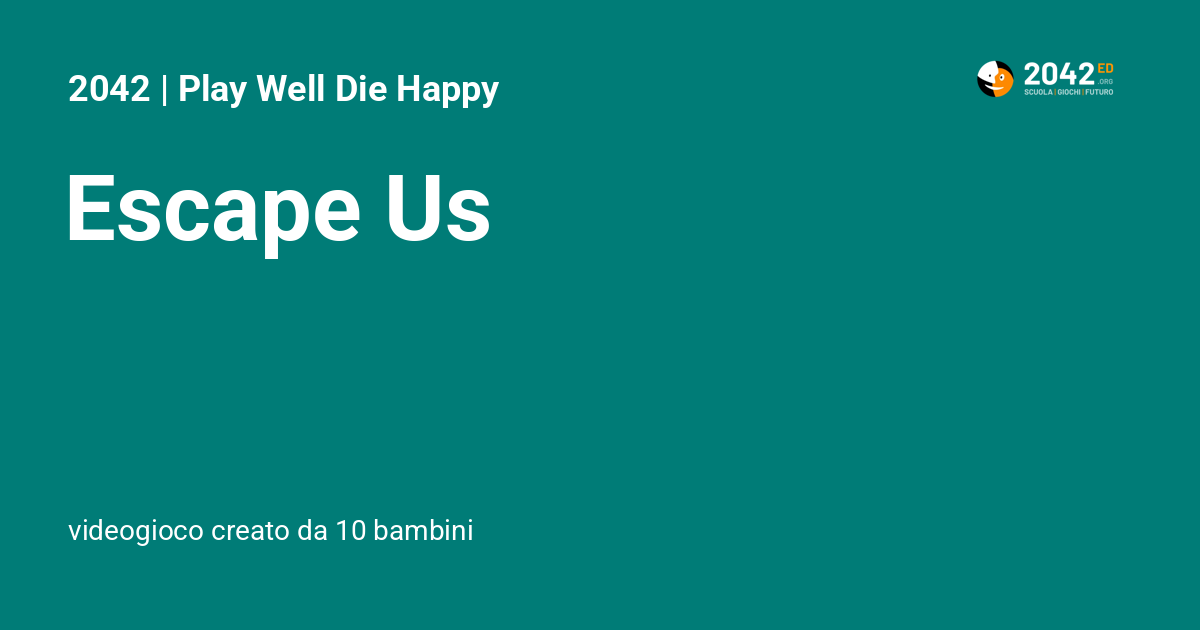 2042 | Play Well Die Happy
2042 ED
.ORG
SCUOLA | GIOCHI | FUTURO
Escape Us
videogioco creato da 10 bambini